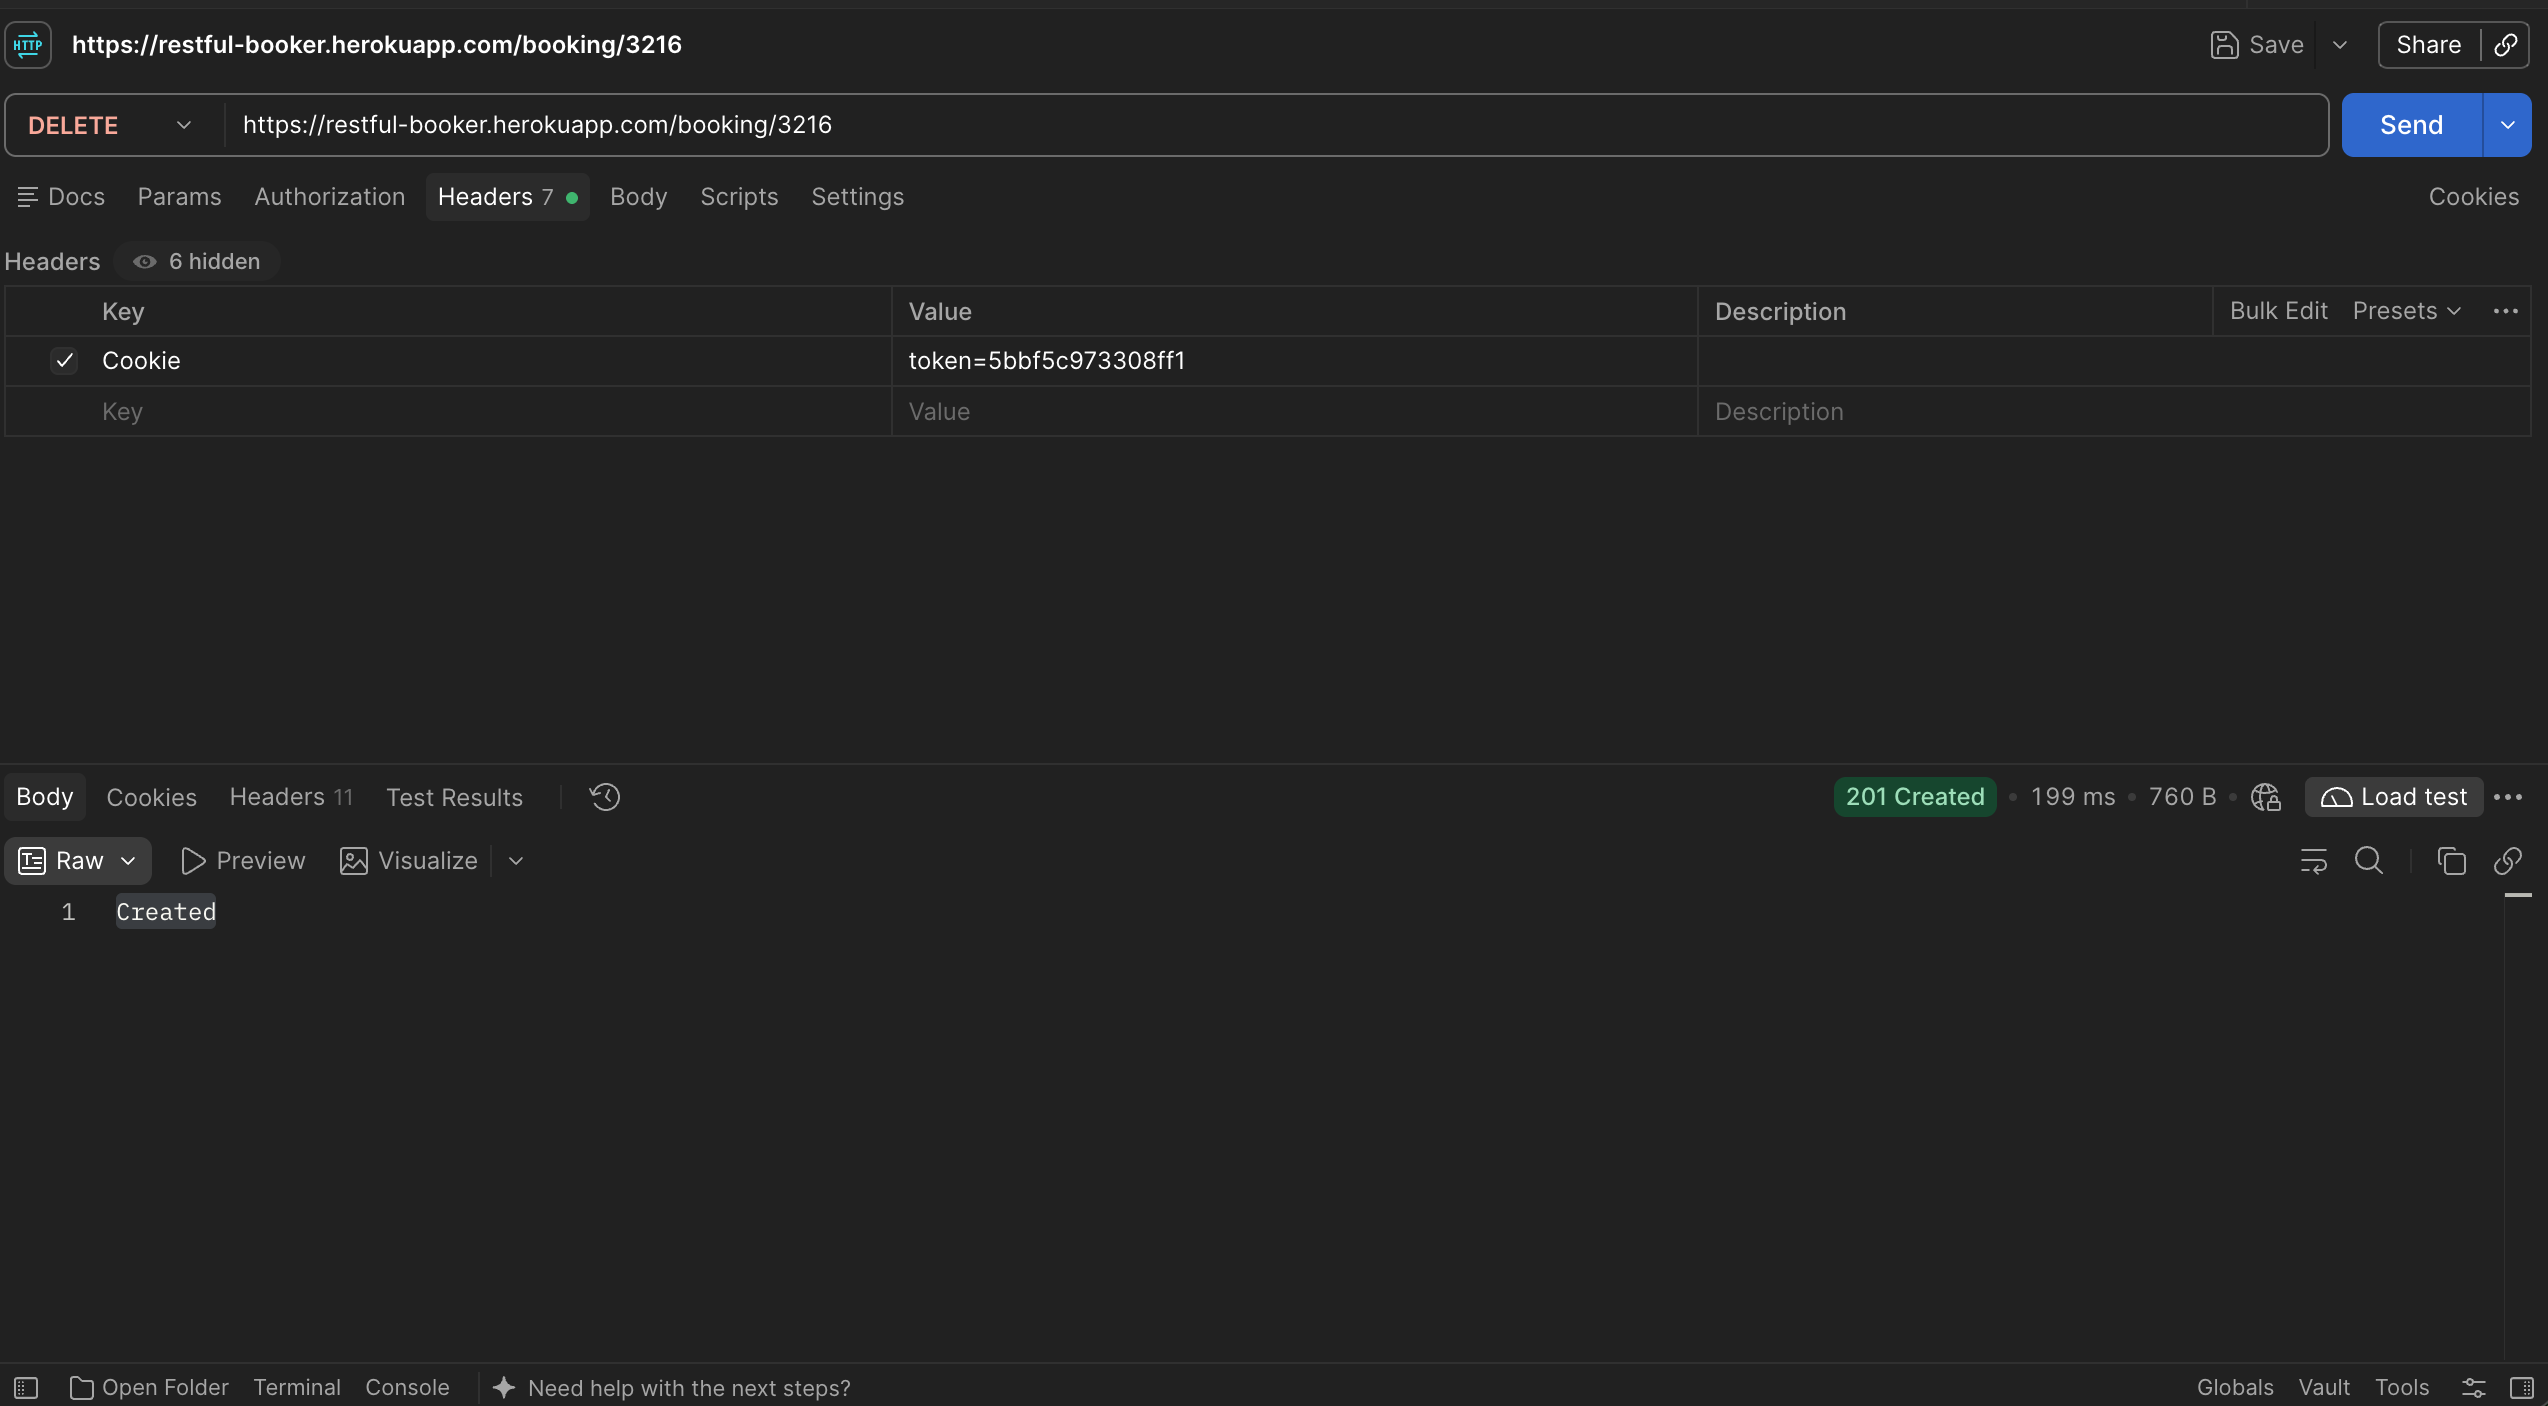 HTTP https://restful-booker.herokuapp.com/booking/3216 Save Share
DELETE https://restful-booker.herokuapp.com/booking/3216 Send
Docs Params Authorization Headers 7 Body Scripts Settings Cookies
Headers 6 hidden
Key Value Description Bulk Edit Presets
Cookie token=5bbf5c973308ff1
Key Value Description
Body Cookies Headers 11 Test Results 201 Created 199 ms 760 B Load test
Raw Preview Visualize
1 Created
Open Folder Terminal Console Need help with the next steps? Globals Vault Tools